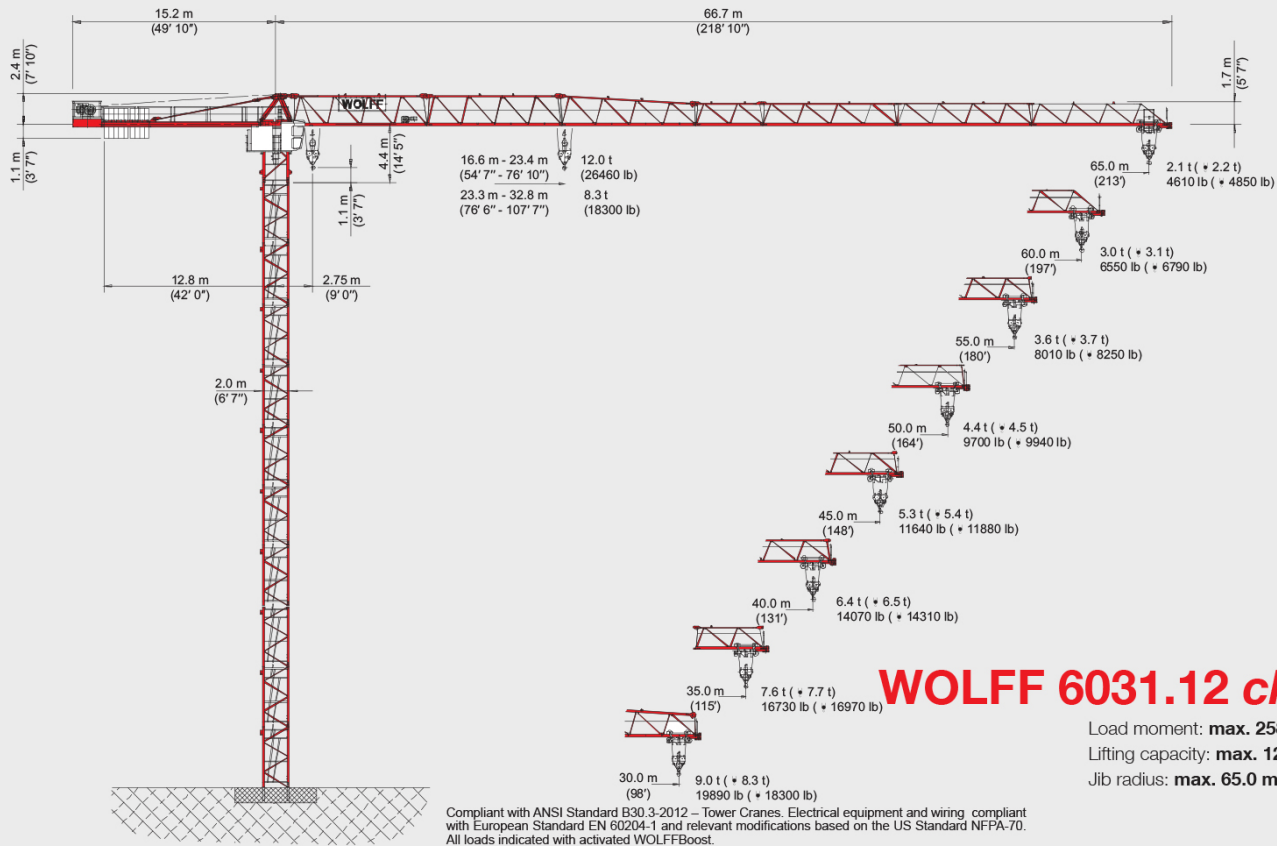 15.2 m
(49' 10")
66.7 m
(218' 10")
2.4 m
(7' 10")
1.7 m
(5' 7")
WOLFF
1.1 m
(3' 7")
4.4 m
(14' 5")
1.1 m
(3' 7")
16.6 m - 23.4 m
(54' 7" - 76' 10")
12.0 t
(26460 lb)
23.3 m - 32.8 m
(76' 6" - 107' 7")
8.3 t
(18300 lb)
65.0 m
(213')
2.1 t ( 2.2 t)
4610 lb ( 4850 lb)
12.8 m
(42' 0")
2.75 m
(9' 0")
60.0 m
(197')
3.0 t ( 3.1 t)
6550 lb ( 6790 lb)
55.0 m
(180')
3.6 t ( 3.7 t)
8010 lb ( 8250 lb)
2.0 m
(6' 7")
50.0 m
(164')
4.4 t ( 4.5 t)
9700 lb ( 9940 lb)
45.0 m
(148')
5.3 t ( 5.4 t)
11640 lb ( 11880 lb)
40.0 m
(131')
6.4 t ( 6.5 t)
14070 lb ( 14310 lb)
35.0 m
(115')
7.6 t ( 7.7 t)
16730 lb ( 16970 lb)
30.0 m
(98')
9.0 t ( 8.3 t)
19890 lb ( 18300 lb)
WOLFF 6031.12
Load moment: max. 25
Lifting capacity: max. 12
Jib radius: max. 65.0 m
Compliant with ANSI Standard B30.3-2012 – Tower Cranes. Electrical equipment and wiring compliant
with European Standard EN 60204-1 and relevant modifications based on the US Standard NFPA-70.
All loads indicated with activated WOLFFBoost.